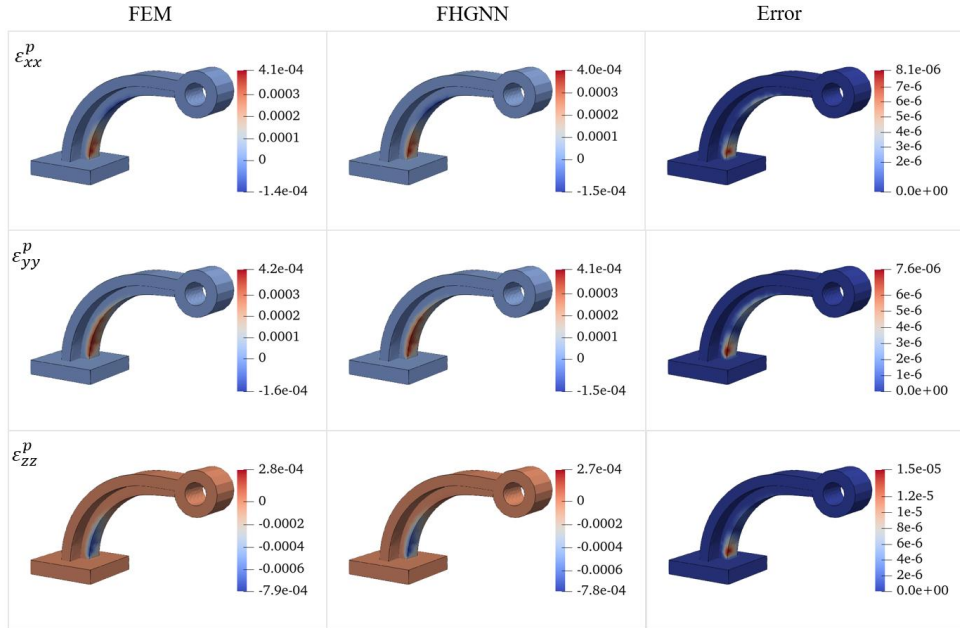 FEM FHGNN Error
ε^p_xx
4.1e-04
0.0003
0.0002
0.0001
0
-1.4e-04
4.0e-04
0.0003
0.0002
0.0001
0
-1.5e-04
8.1e-06
7e-6
6e-6
5e-6
4e-6
3e-6
2e-6
0.0e+00
ε^p_yy
4.2e-04
0.0003
0.0002
0.0001
0
-1.6e-04
4.1e-04
0.0003
0.0002
0.0001
0
-1.5e-04
7.6e-06
6e-6
5e-6
4e-6
3e-6
2e-6
1e-6
0.0e+00
ε^p_zz
2.8e-04
0
-0.0002
-0.0004
-0.0006
-7.9e-04
2.7e-04
0
-0.0002
-0.0004
-0.0006
-7.8e-04
1.5e-05
1.2e-5
1e-5
8e-6
6e-6
4e-6
2e-6
0.0e+00